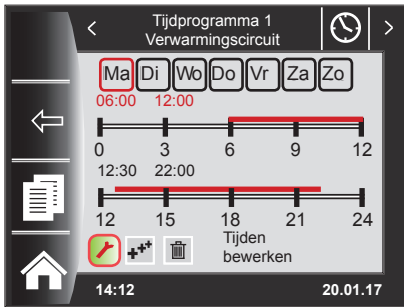 Tijdprogramma 1
Verwarmingscircuit
Ma Di Wo Do Vr Za Zo
06:00 12:00
0 3 6 9 12
12:30 22:00
12 15 18 21 24
Tijden
bewerken
14:12 20.01.17